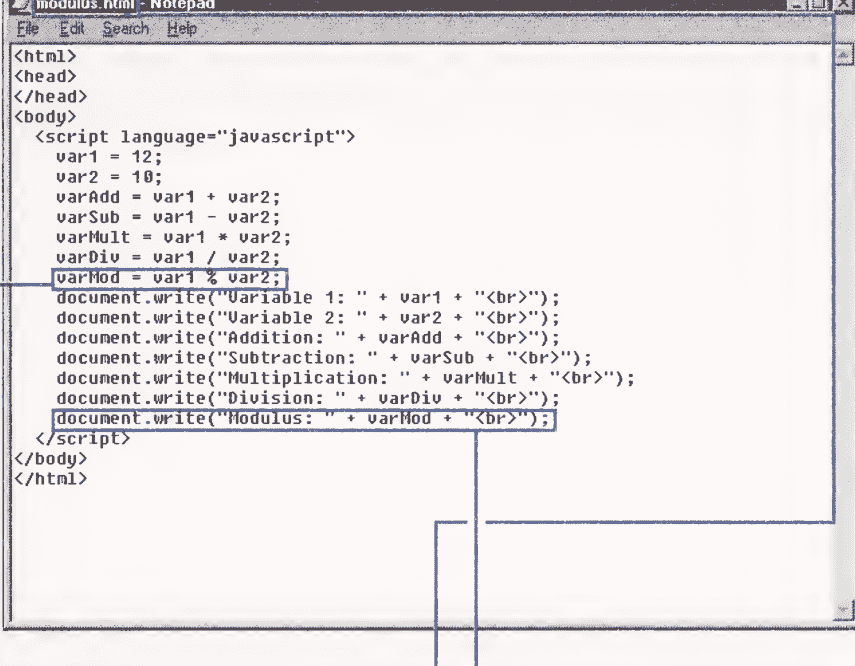 modulus.html - Notepad
File Edit Search Help
<html>
<head>
</head>
<body>
  <script language="javascript">
    var1 = 12;
    var2 = 10;
    varAdd = var1 + var2;
    varSub = var1 - var2;
    varMult = var1 * var2;
    varDiv = var1 / var2;
    varMod = var1 % var2;
    document.write("Variable 1: " + var1 + "<br>");
    document.write("Variable 2: " + var2 + "<br>");
    document.write("Addition: " + varAdd + "<br>");
    document.write("Subtraction: " + varSub + "<br>");
    document.write("Multiplication: " + varMult + "<br>");
    document.write("Division: " + varDiv + "<br>");
    document.write("Modulus: " + varMod + "<br>");
  </script>
</body>
</html>